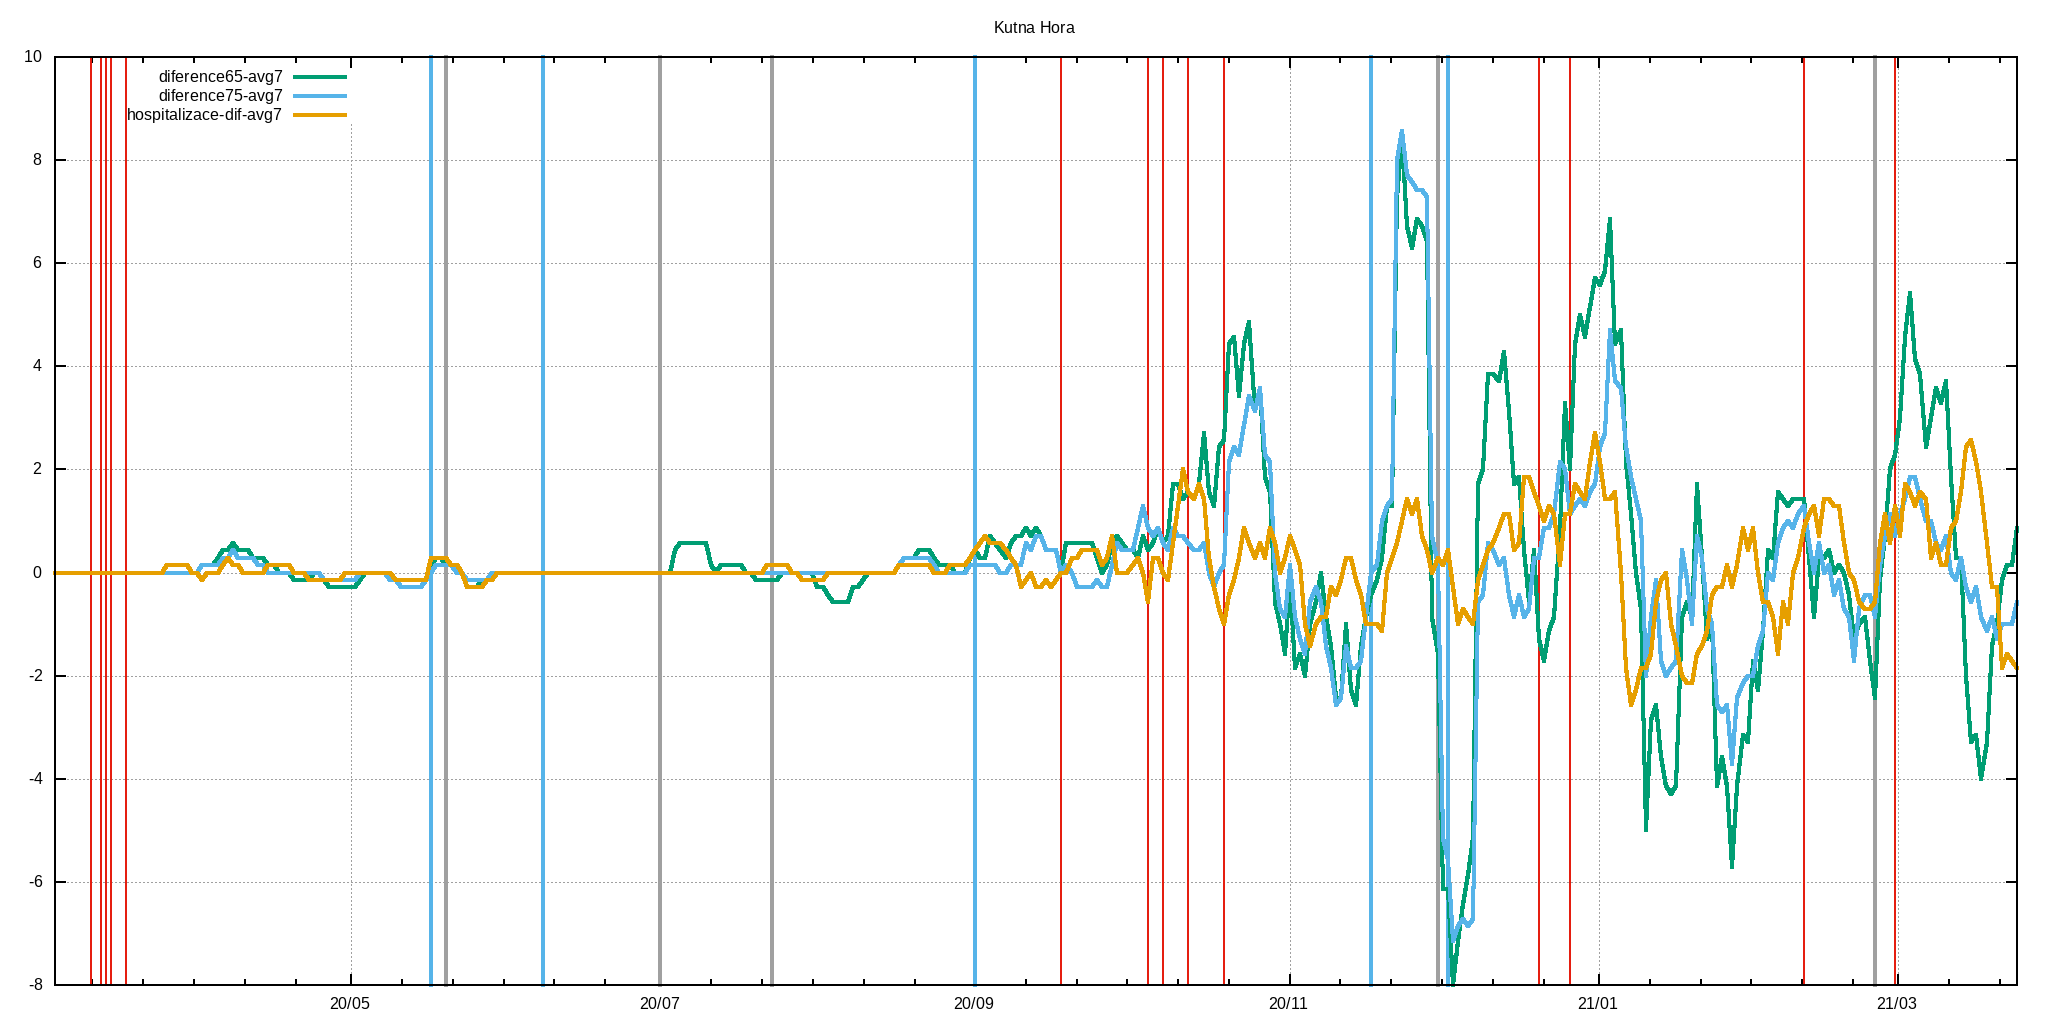 Kutna Hora
diference65-avg7
diference75-avg7
hospitalizace-dif-avg7
10
8
6
4
2
0
-2
-4
-6
-8
20/05 20/07 20/09 20/11 21/01 21/03